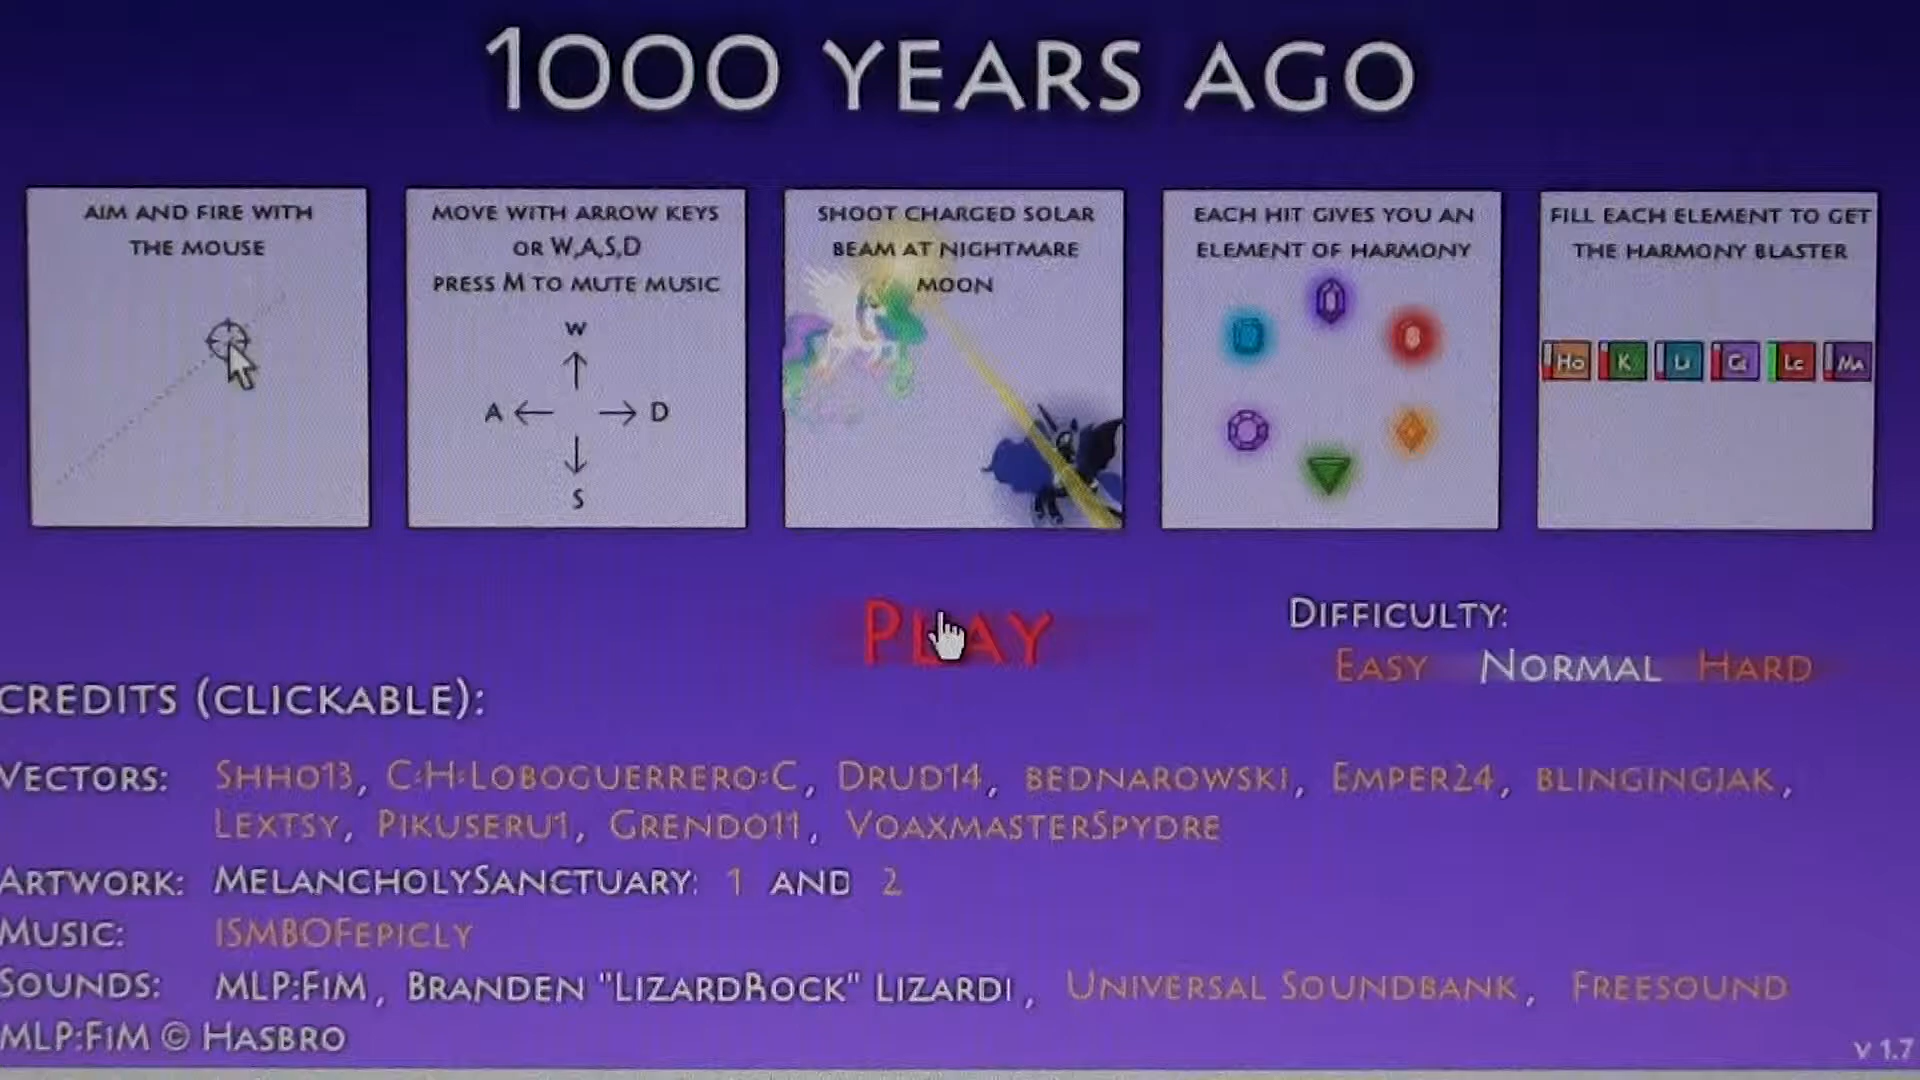 1000 YEARS AGO
AIM AND FIRE WITH
THE MOUSE
MOVE WITH ARROW KEYS
OR W,A,S,D
PRESS M TO MUTE MUSIC
W
A
D
S
SHOOT CHARGED SOLAR
BEAM AT NIGHTMARE
MOON
EACH HIT GIVES YOU AN
ELEMENT OF HARMONY
FILL EACH ELEMENT TO GET
THE HARMONY BLASTER
Ho K Li Lc Ma
PLAY
DIFFICULTY:
EASY NORMAL HARD
CREDITS (CLICKABLE):
VECTORS: SHHO13, C:H:LOBOGUERRERO:C, DRUD14, BEDNAROWSKI, EMPER24, BLINGINGJAK,
LEXTSY, PIKUSERU1, GRENDO11, VOAXMASTERSPYDRE
ARTWORK: MELANCHOLYSANCTUARY: 1 AND 2
MUSIC: ISMBOFEPICLY
SOUNDS: MLP:FIM, BRANDEN "LIZARDROCK" LIZARDI, UNIVERSAL SOUNDBANK, FREESOUND
MLP:FIM © HASBRO
V 1.7